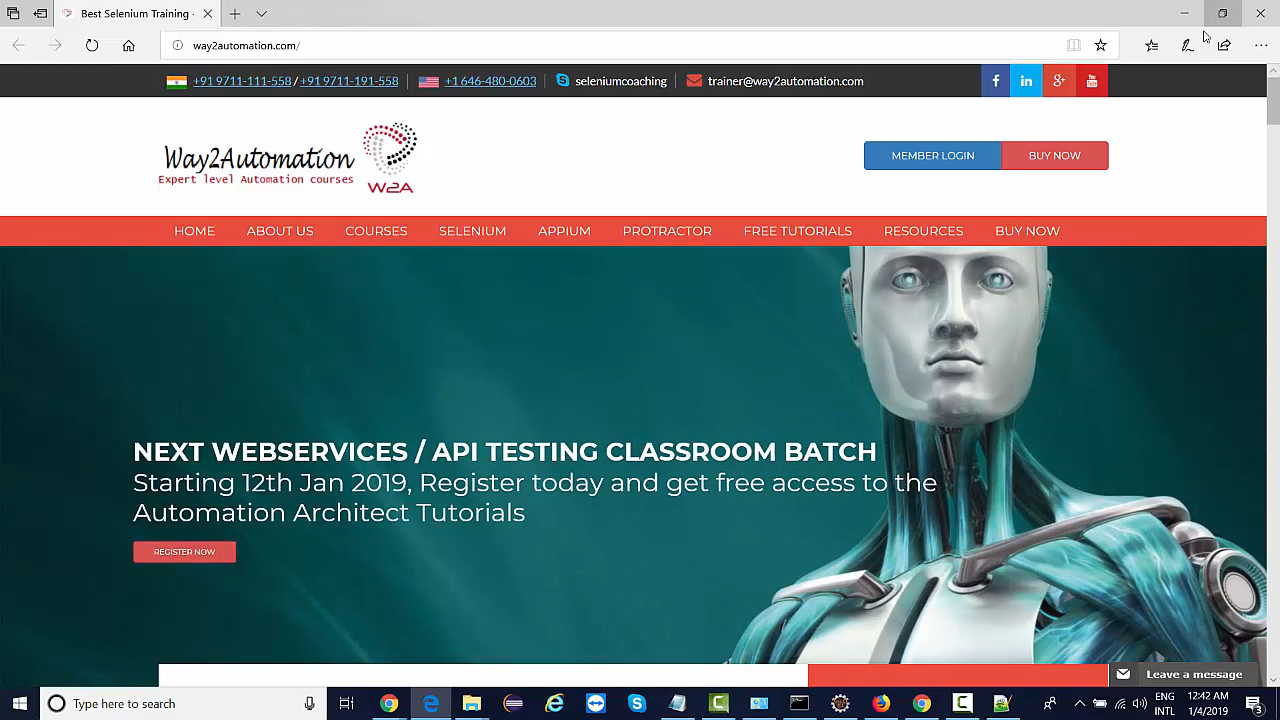 Best Selenium Training -
way2automation.com/
+91 9711-111-558 / +91 9711-191-558
+1 646-480-0603
seleniumcoaching
trainer@way2automation.com
Way2Automation
Expert level Automation courses
W2A
MEMBER LOGIN
BUY NOW
HOME
ABOUT US
COURSES
SELENIUM
APPIUM
PROTRACTOR
FREE TUTORIALS
RESOURCES
BUY NOW
NEXT WEBSERVICES / API TESTING CLASSROOM BATCH
Starting 12th Jan 2019, Register today and get free access to the
Automation Architect Tutorials
REGISTER NOW
Leave a message
Type here to search
ENG
INTL
12:42 AM
1/4/2019
3